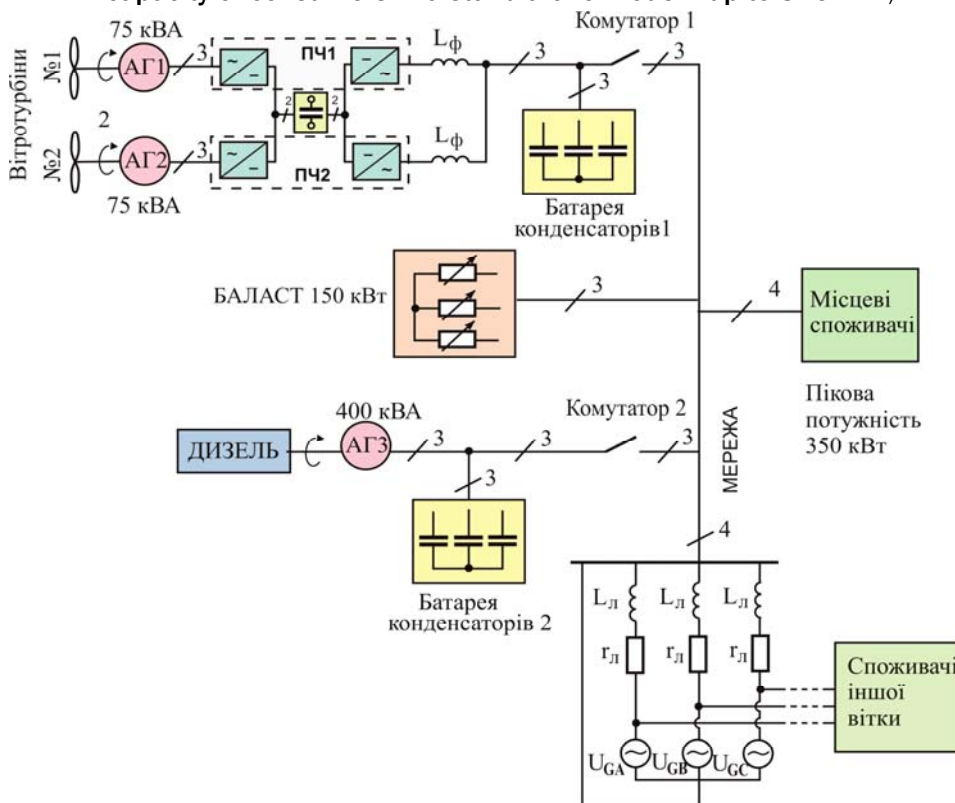 75 кВА
Комутатор 1
Lф
№1
АГ1
3
ПЧ1
3
3
3
2
2
Вітротурбіни
2
Lф
№2
АГ2
3
ПЧ2
75 кВА
Батарея
конденсаторів1
БАЛАСТ 150 кВт
3
4
Місцеві
споживачі
Пікова
потужність
350 кВт
400 кВА
Комутатор 2
ДИЗЕЛЬ
АГ3
3
3
3
3
МЕРЕЖА
Батарея
конденсаторів 2
4
Lл
Lл
Lл
rл
rл
rл
Споживачі
іншої
вітки
UGA
UGB
UGC